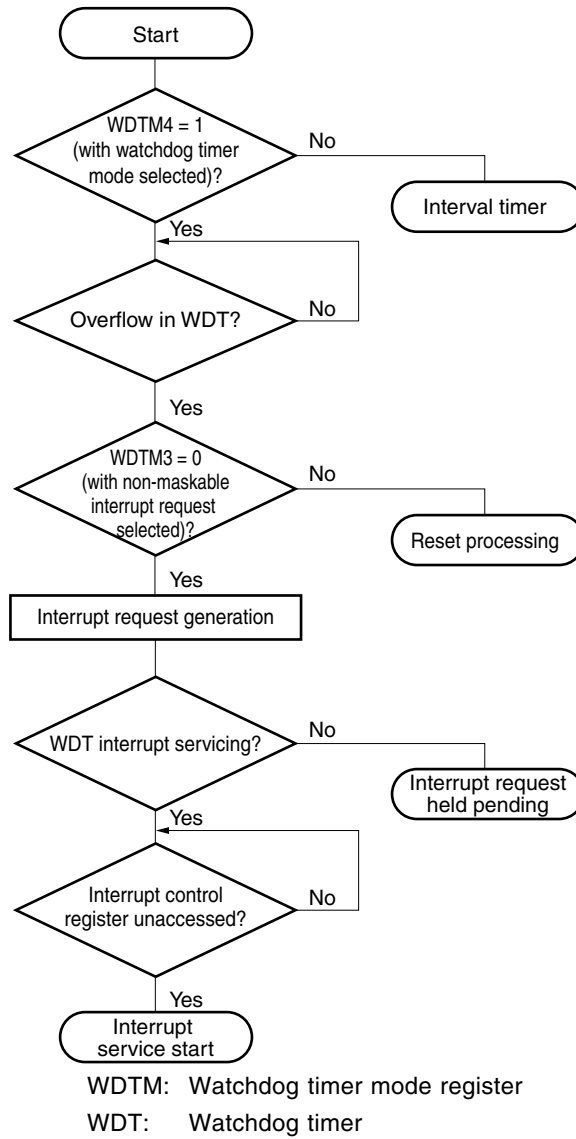 Start
WDTM4 = 1
(with watchdog timer
mode selected)?
No
Interval timer
Yes
Overflow in WDT?
No
Yes
WDTM3 = 0
(with non-maskable
interrupt request
selected)?
No
Reset processing
Yes
Interrupt request generation
WDT interrupt servicing?
No
Interrupt request
held pending
Yes
Interrupt control
register unaccessed?
No
Yes
Interrupt
service start
WDTM: Watchdog timer mode register
WDT: Watchdog timer